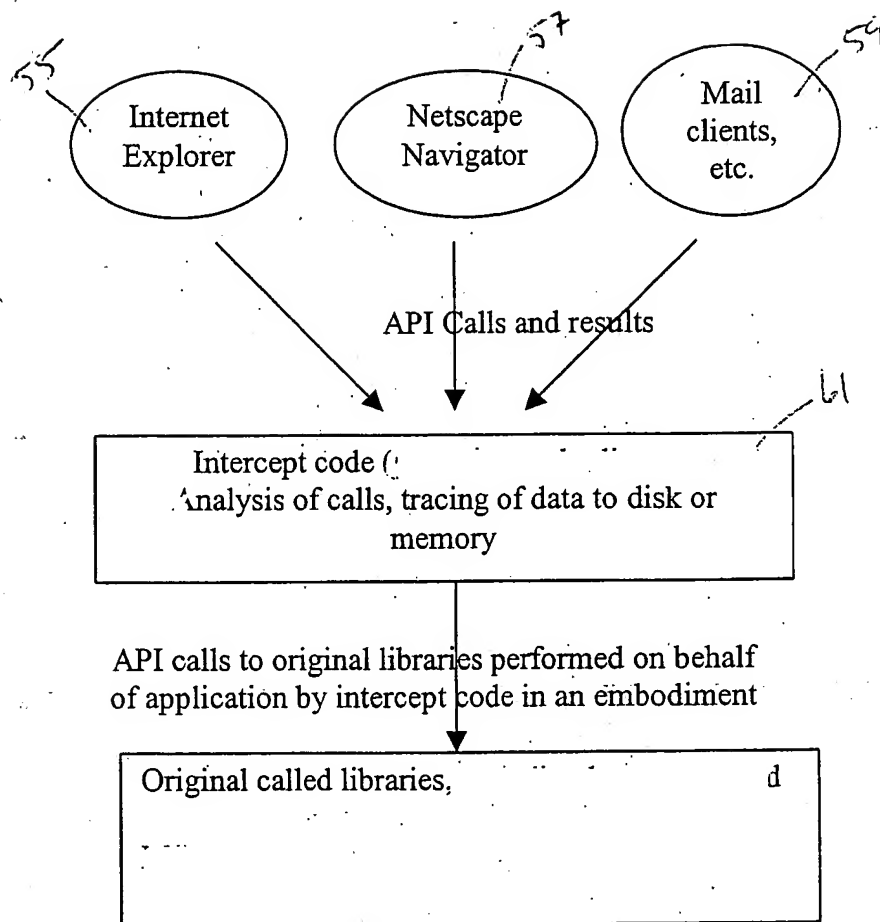 55
57
Internet
Explorer
Netscape
Navigator
Mail
clients,
etc.
API Calls and results
61
Intercept code (
Analysis of calls, tracing of data to disk or
memory
API calls to original libraries performed on behalf
of application by intercept code in an embodiment
Original called libraries,
d